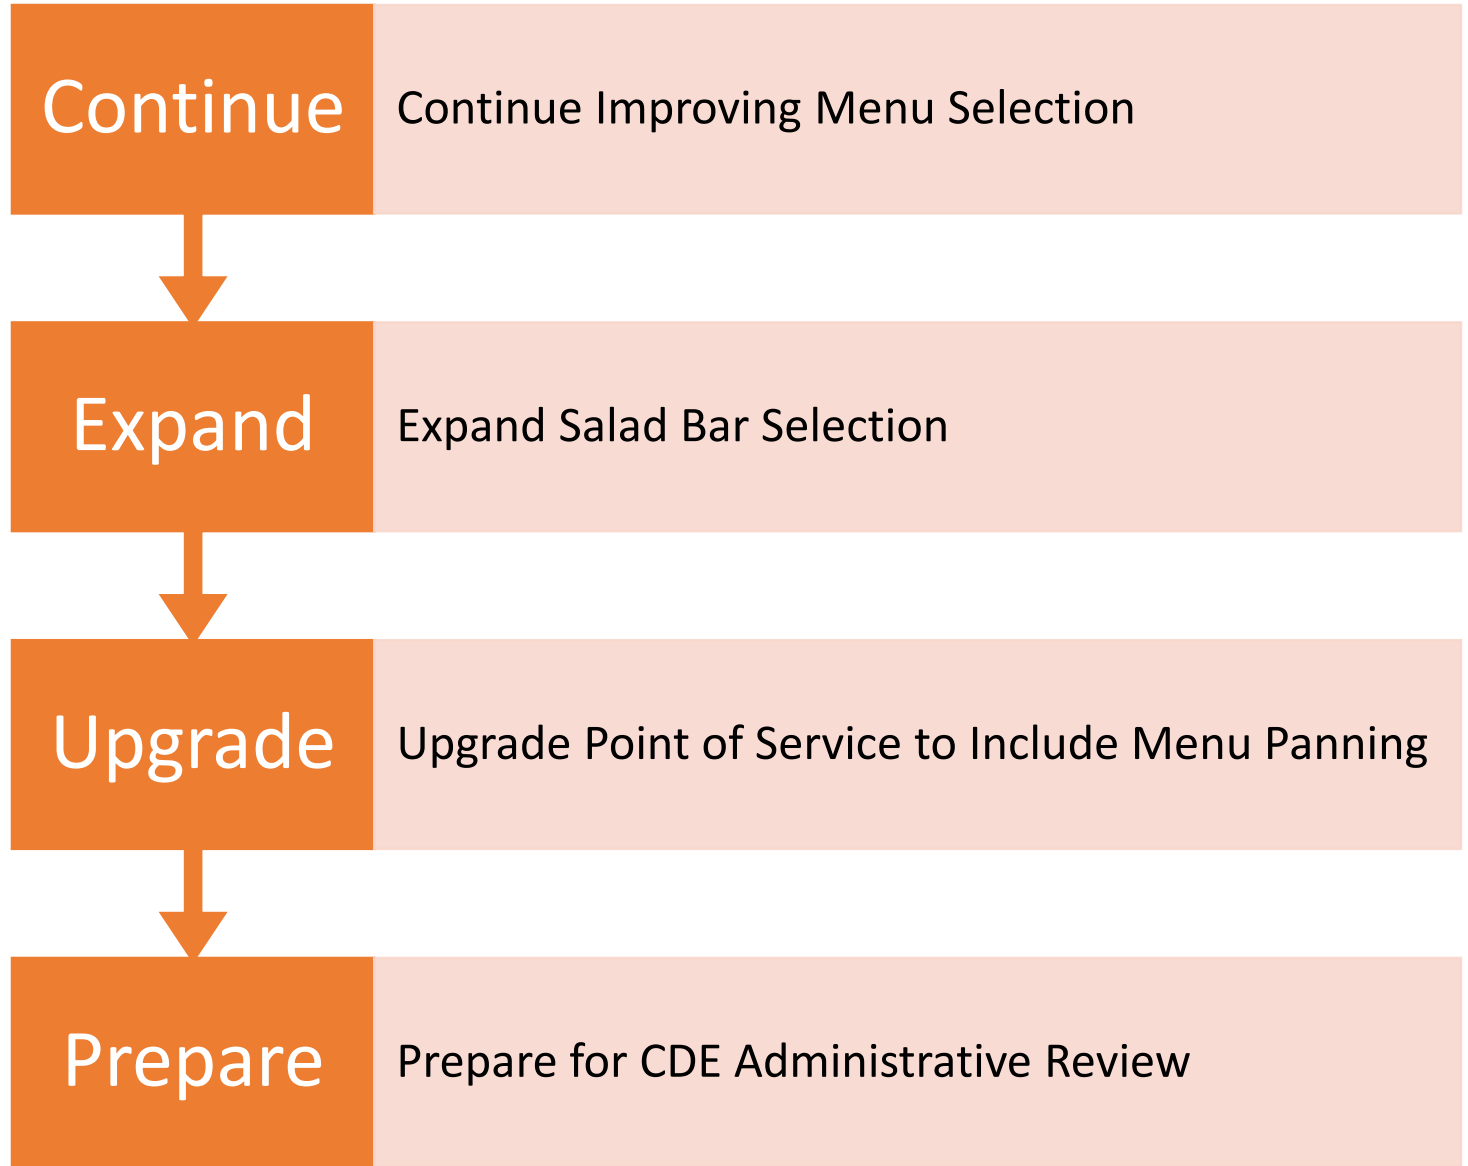 Continue
Continue Improving Menu Selection
Expand
Expand Salad Bar Selection
Upgrade
Upgrade Point of Service to Include Menu Panning
Prepare
Prepare for CDE Administrative Review